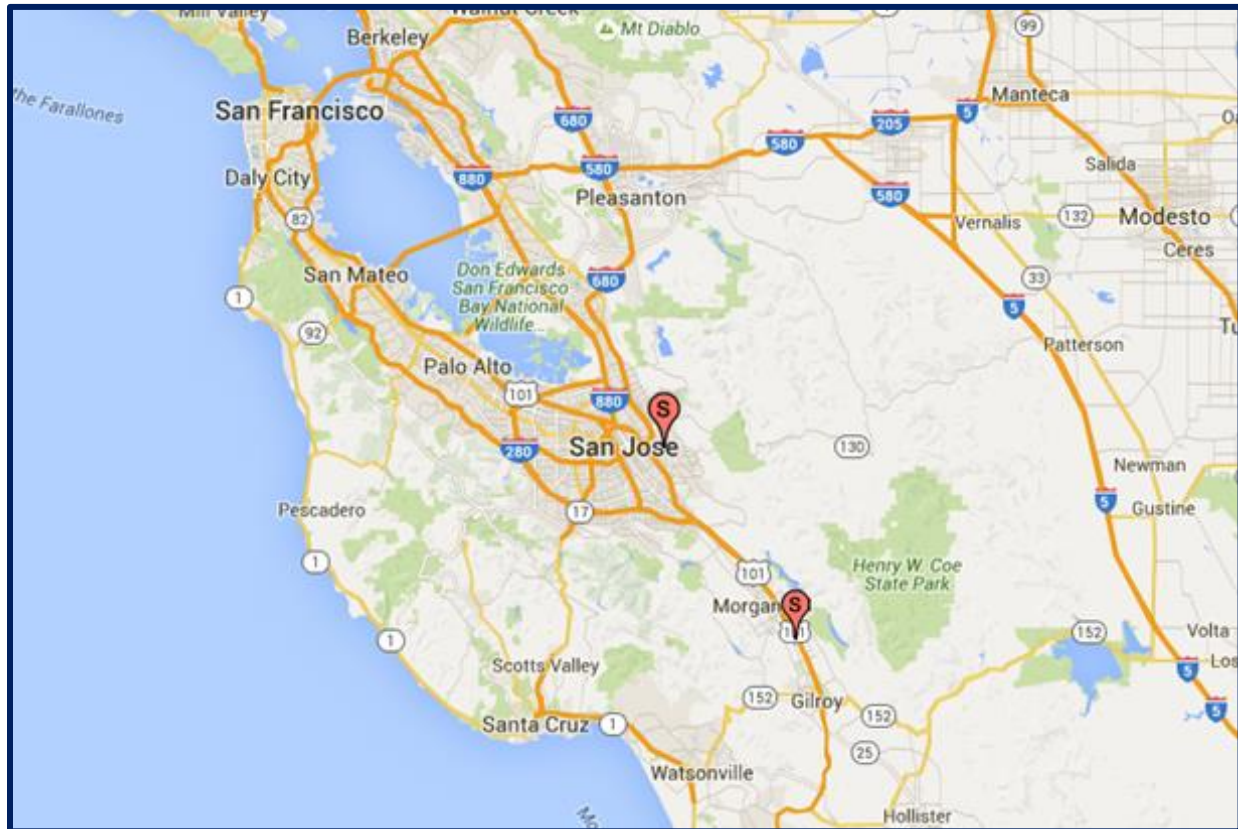 Mill Valley
Walnut Creek
Berkeley
Mt Diablo
99
the Farallones
San Francisco
680
205
5
Manteca
580
580
880
580
Salida
Daly City
Pleasanton
82
Vernalis
132
Modesto
Ceres
San Mateo
Don Edwards
San Francisco
Bay National
Wildlife...
680
33
1
5
92
Patterson
Palo Alto
101
880
S
San Jose
280
130
Newman
5
Gustine
Pescadero
17
1
101
Henry W. Coe
State Park
Morgan
S
101
152
Volta
1
Scotts Valley
5
152
Gilroy
152
5
Santa Cruz
1
25
Watsonville
Hollister